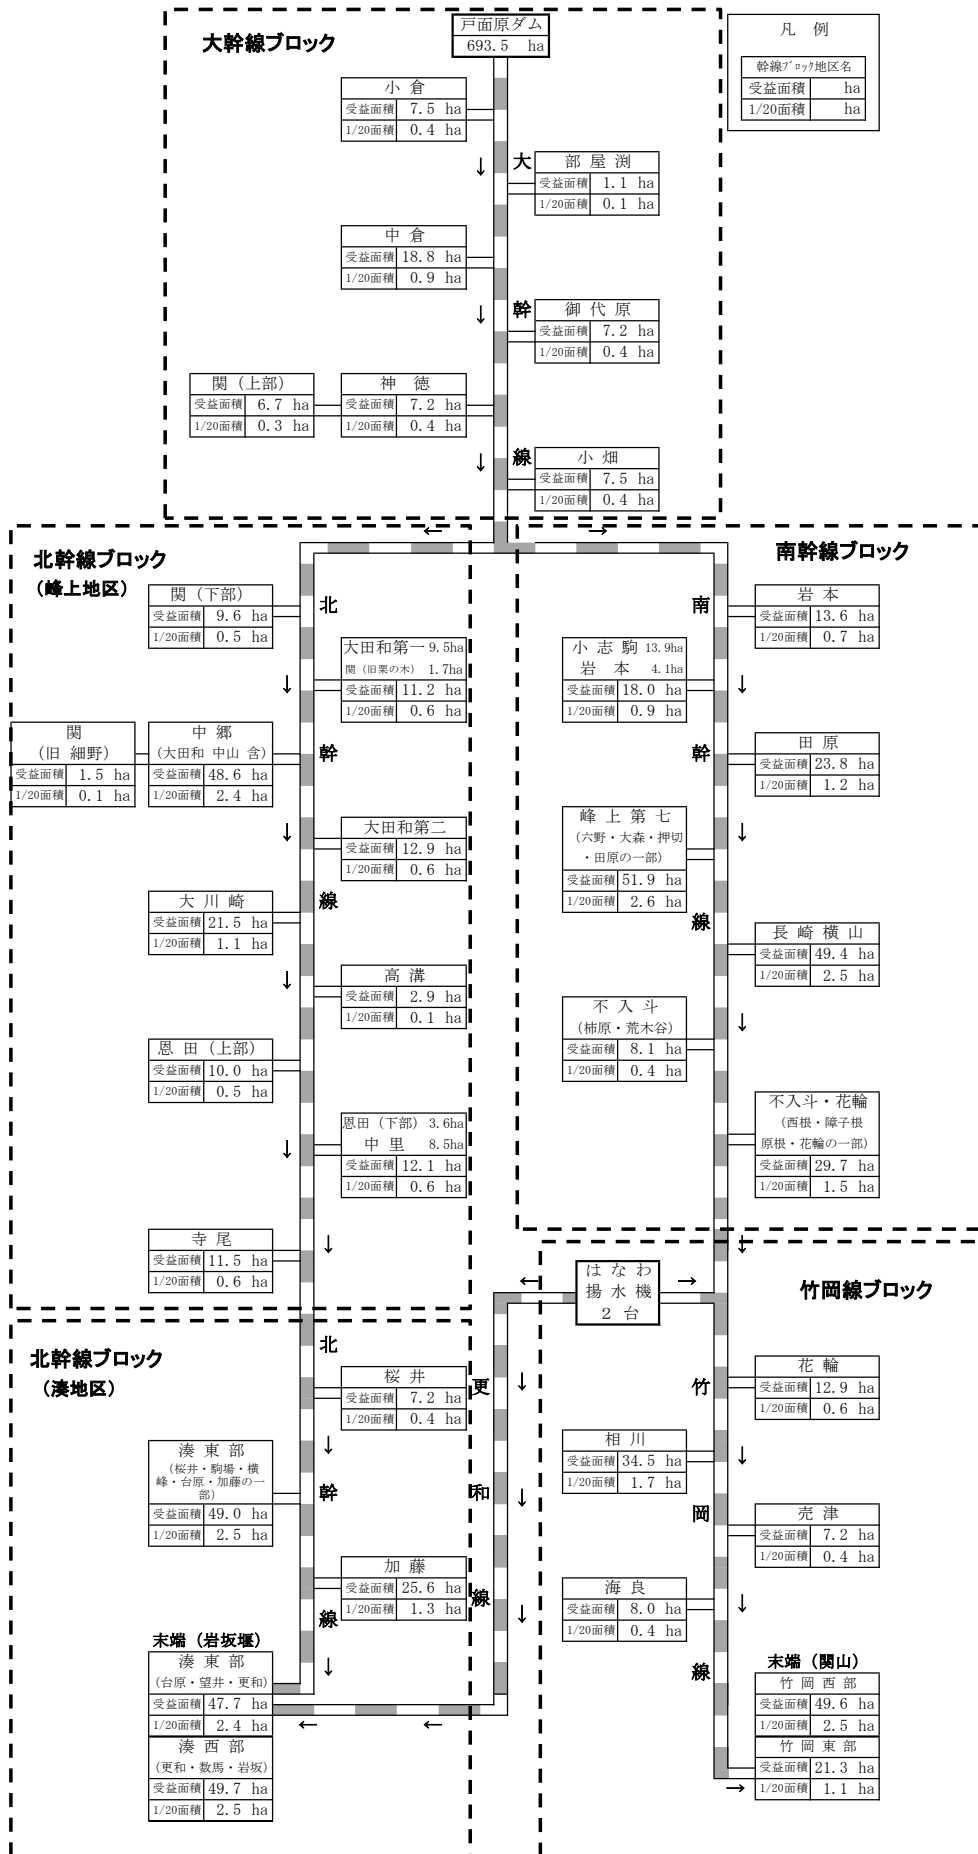 大幹線ブロック
戸面原ダム
693.5 ha
凡 例
幹線ブロック地区名
受益面積 ha
1/20面積 ha
小 倉
受益面積 7.5 ha
1/20面積 0.4 ha
↓
大
部 屋 渕
受益面積 1.1 ha
1/20面積 0.1 ha
中 倉
受益面積 18.8 ha
1/20面積 0.9 ha
↓
幹
御 代 原
受益面積 7.2 ha
1/20面積 0.4 ha
関 (上部)
受益面積 6.7 ha
1/20面積 0.3 ha
神 徳
受益面積 7.2 ha
1/20面積 0.4 ha
↓
線
小 畑
受益面積 7.5 ha
1/20面積 0.4 ha
←
→
北幹線ブロック
(峰上地区)
関 (下部)
受益面積 9.6 ha
1/20面積 0.5 ha
北
大田和第一 9.5ha
関 (旧栗の木) 1.7ha
受益面積 11.2 ha
1/20面積 0.6 ha
↓
関
(旧 細野)
受益面積 1.5 ha
1/20面積 0.1 ha
中 郷
(大田和 中山 含)
受益面積 48.6 ha
1/20面積 2.4 ha
幹
↓
大田和第二
受益面積 12.9 ha
1/20面積 0.6 ha
大 川 崎
受益面積 21.5 ha
1/20面積 1.1 ha
線
↓
高 溝
受益面積 2.9 ha
1/20面積 0.1 ha
恩 田 (上部)
受益面積 10.0 ha
1/20面積 0.5 ha
↓
恩田 (下部) 3.6ha
中 里 8.5ha
受益面積 12.1 ha
1/20面積 0.6 ha
寺 尾
受益面積 11.5 ha
1/20面積 0.6 ha
↓
南幹線ブロック
南
岩 本
受益面積 13.6 ha
1/20面積 0.7 ha
小 志 駒 13.9ha
岩 本 4.1ha
受益面積 18.0 ha
1/20面積 0.9 ha
↓
幹
田 原
受益面積 23.8 ha
1/20面積 1.2 ha
峰 上 第 七
(六野・大森・押切
・田原の一部)
受益面積 51.9 ha
1/20面積 2.6 ha
↓
線
長 崎 横 山
受益面積 49.4 ha
1/20面積 2.5 ha
不 入 斗
(柿原・荒木谷)
受益面積 8.1 ha
1/20面積 0.4 ha
↓
不入斗・花輪
(西根・障子根
原根・花輪の一部)
受益面積 29.7 ha
1/20面積 1.5 ha
↓
はなわ
揚水機
2 台
←
→
北幹線ブロック
(湊地区)
北
桜 井
受益面積 7.2 ha
1/20面積 0.4 ha
↓
湊 東 部
(桜井・駒場・横
峰・台原・加藤の一
部)
受益面積 49.0 ha
1/20面積 2.5 ha
幹
加 藤
受益面積 25.6 ha
1/20面積 1.3 ha
線
↓
末端 (岩坂堰)
湊 東 部
(台原・望井・更和)
受益面積 47.7 ha
1/20面積 2.4 ha
湊 西 部
(更和・数馬・岩坂)
受益面積 49.7 ha
1/20面積 2.5 ha
更
↓
和
↓
線
↓
←
←
竹岡線ブロック
竹
花 輪
受益面積 12.9 ha
1/20面積 0.6 ha
相 川
受益面積 34.5 ha
1/20面積 1.7 ha
↓
岡
売 津
受益面積 7.2 ha
1/20面積 0.4 ha
海 良
受益面積 8.0 ha
1/20面積 0.4 ha
↓
線
末端 (関山)
竹 岡 西 部
受益面積 49.6 ha
1/20面積 2.5 ha
竹 岡 東 部
受益面積 21.3 ha
1/20面積 1.1 ha
→